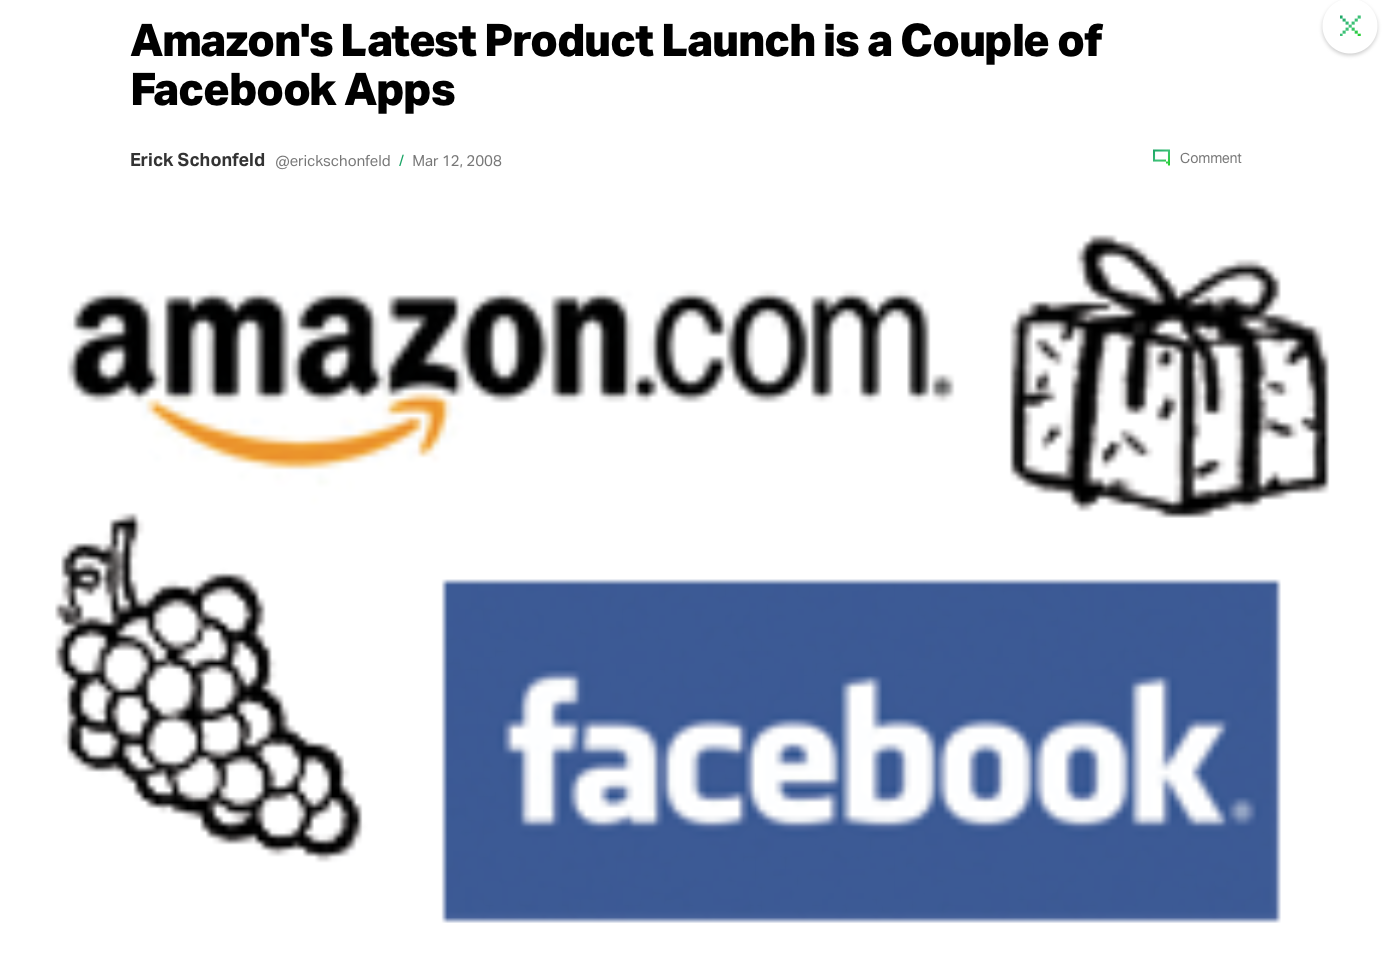 Amazon's Latest Product Launch is a Couple of
Facebook Apps
Erick Schonfeld @erickschonfeld / Mar 12, 2008
Comment
amazon.com.
facebook.